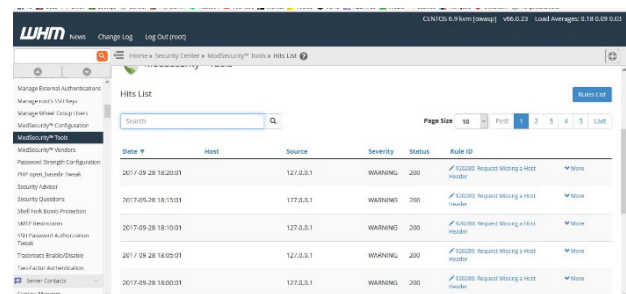 CENTOS 6.9 kvm [owasp] v66.0.23 Load Averages: 0.18 0.09 0.03
WHM News Change Log Log Out (root)
Home » Security Center » ModSecurity™ Tools » Hits List
ModSecurity™ Tools
Manage External Authentications
Manage root's SSH Keys
Manage Wheel Group Users
ModSecurity™ Configuration
ModSecurity™ Tools
ModSecurity™ Vendors
Password Strength Configuration
PHP open_basedir Tweak
Security Advisor
Security Questions
Shell Fork Bomb Protection
SMTP Restrictions
SSH Password Authorization
Tweak
Traceroute Enable/Disable
Two-Factor Authentication
Server Contacts
Contact Manager
Hits List
Rules List
Search
Page Size 10 First 1 2 3 4 5 Last
Date ▼ Host Source Severity Status Rule ID
2017-09-28 18:20:01 127.0.0.1 WARNING 200 920280: Request Missing a Host Header More
2017-09-28 18:15:01 127.0.0.1 WARNING 200 920280: Request Missing a Host Header More
2017-09-28 18:10:01 127.0.0.1 WARNING 200 920280: Request Missing a Host Header More
2017-09-28 18:05:01 127.0.0.1 WARNING 200 920280: Request Missing a Host Header More
2017-09-28 18:00:01 127.0.0.1 WARNING 200 920280: Request Missing a Host Header More